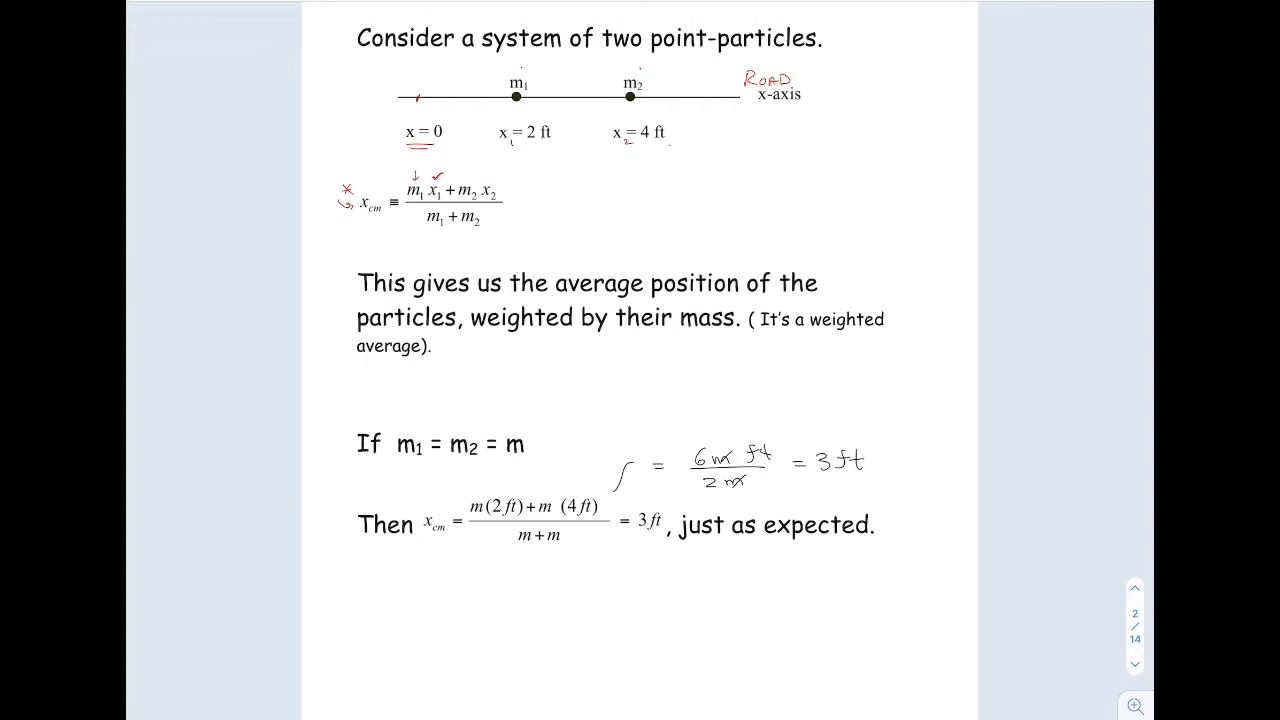 Consider a system of two point-particles.
m1 m2 ROAD
x-axis
x = 0 x1 = 2 ft x2 = 4 ft
* xcm ≡ (m1 x1 + m2 x2) / (m1 + m2)
This gives us the average position of the
particles, weighted by their mass. ( It's a weighted
average).
If m1 = m2 = m
= 6m ft / 2m = 3 ft
Then xcm = (m(2 ft) + m (4 ft)) / (m + m) = 3 ft , just as expected.
2
/
14